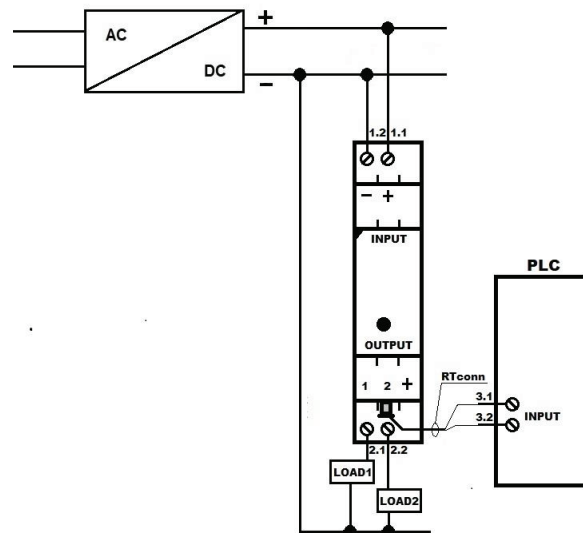 AC
DC
+
−
1.2 1.1
− +
INPUT
OUTPUT
1 2 +
2.1 2.2
RTconn
PLC
3.1
3.2
INPUT
LOAD1
LOAD2